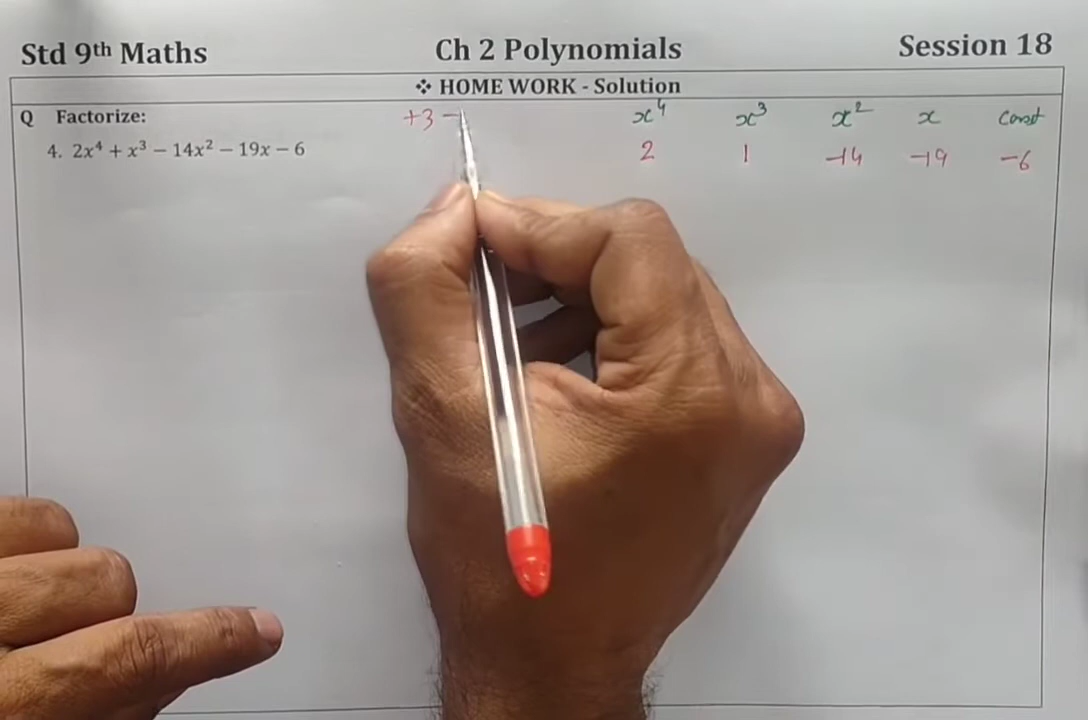 Std 9th Maths Ch 2 Polynomials Session 18
❖ HOME WORK - Solution
Q Factorize: +3 − x⁴ x³ x² x const
4. 2x⁴ + x³ – 14x² – 19x – 6 2 1 -14 -19 -6